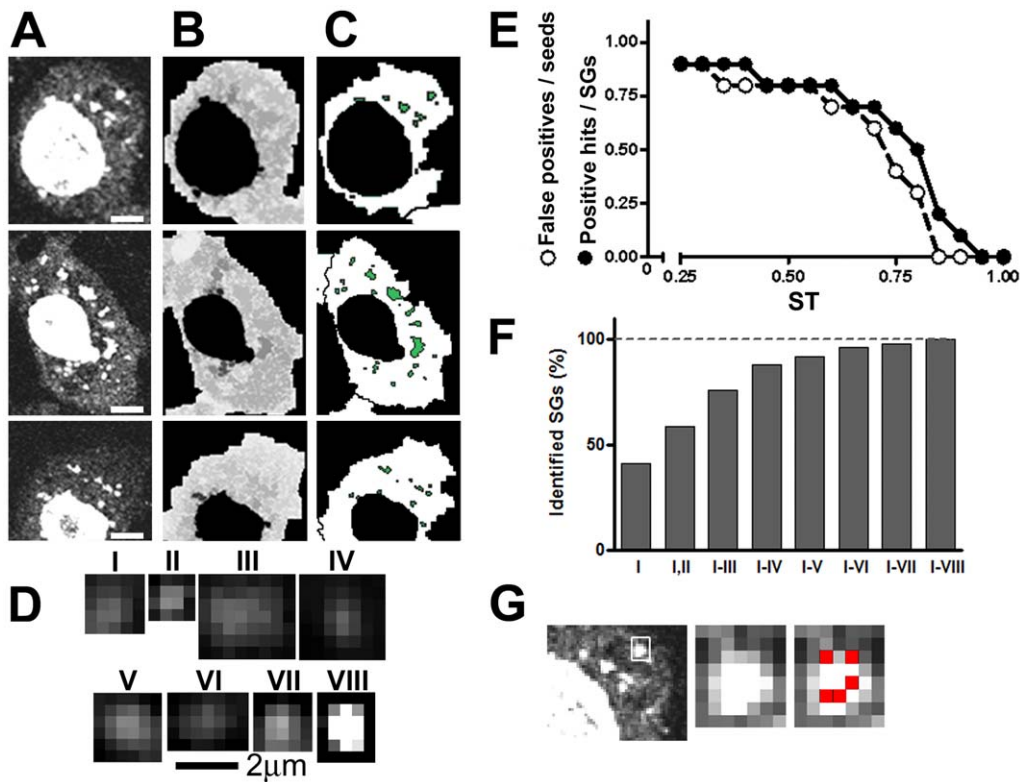 A B C
D
I II III IV
V VI VII VIII
2μm
E
False positives / seeds
Positive hits / SGs
1.00
0.75
0.50
0.25
0.00
0 0.25 0.50 0.75 1.00
ST
F
Identified SGs (%)
100
50
0
I I,II I-III I-IV I-V I-VI I-VII I-VIII
G